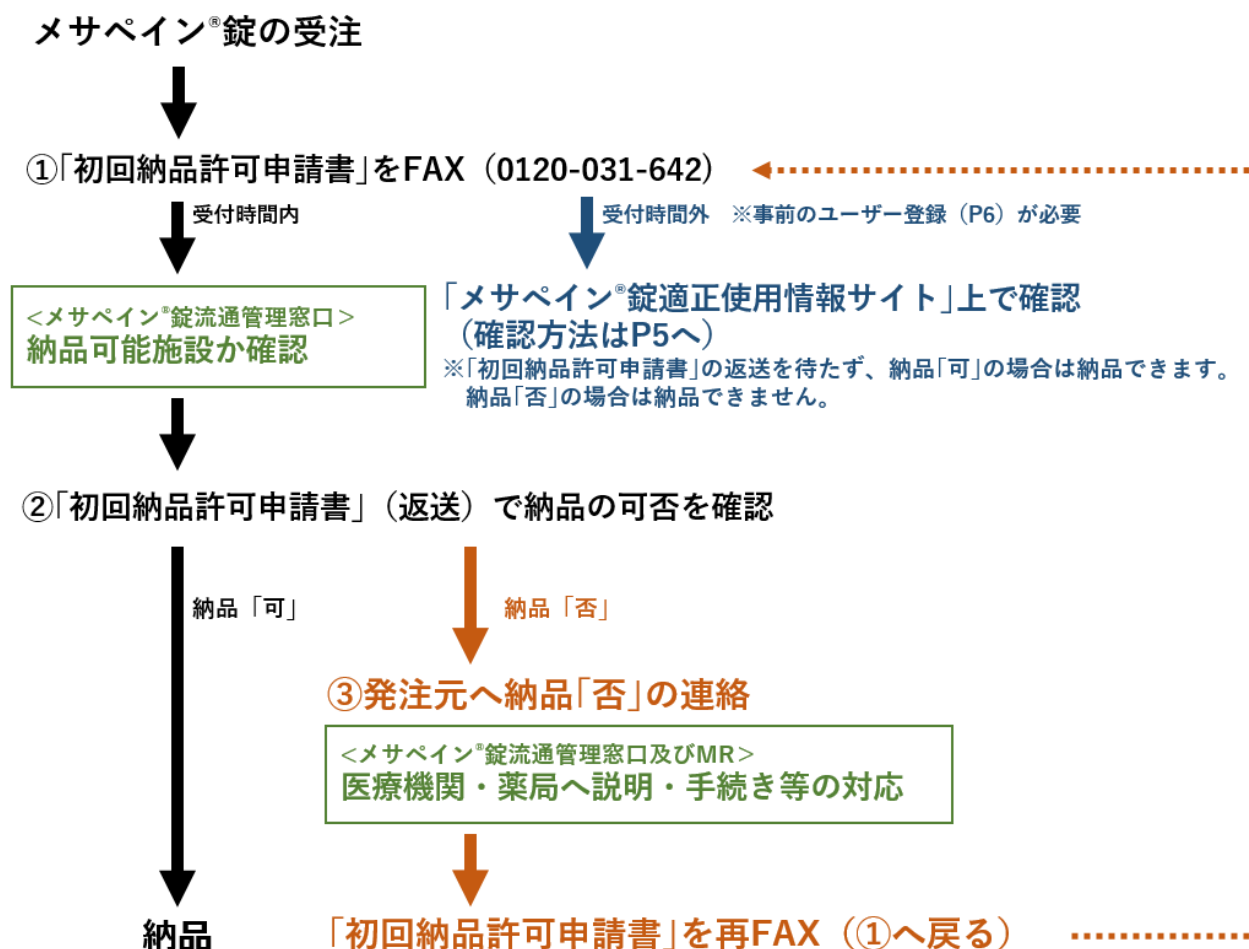 メサペイン®錠の受注
①「初回納品許可申請書」をFAX（0120-031-642）
受付時間内
受付時間外　※事前のユーザー登録（P6）が必要
<メサペイン®錠流通管理窓口>
納品可能施設か確認
「メサペイン®錠適正使用情報サイト」上で確認
（確認方法はP5へ）
※「初回納品許可申請書」の返送を待たず、納品「可」の場合は納品できます。
納品「否」の場合は納品できません。
②「初回納品許可申請書」（返送）で納品の可否を確認
納品「可」
納品「否」
③発注元へ納品「否」の連絡
<メサペイン®錠流通管理窓口及びMR>
医療機関・薬局へ説明・手続き等の対応
納品
「初回納品許可申請書」を再FAX（①へ戻る）